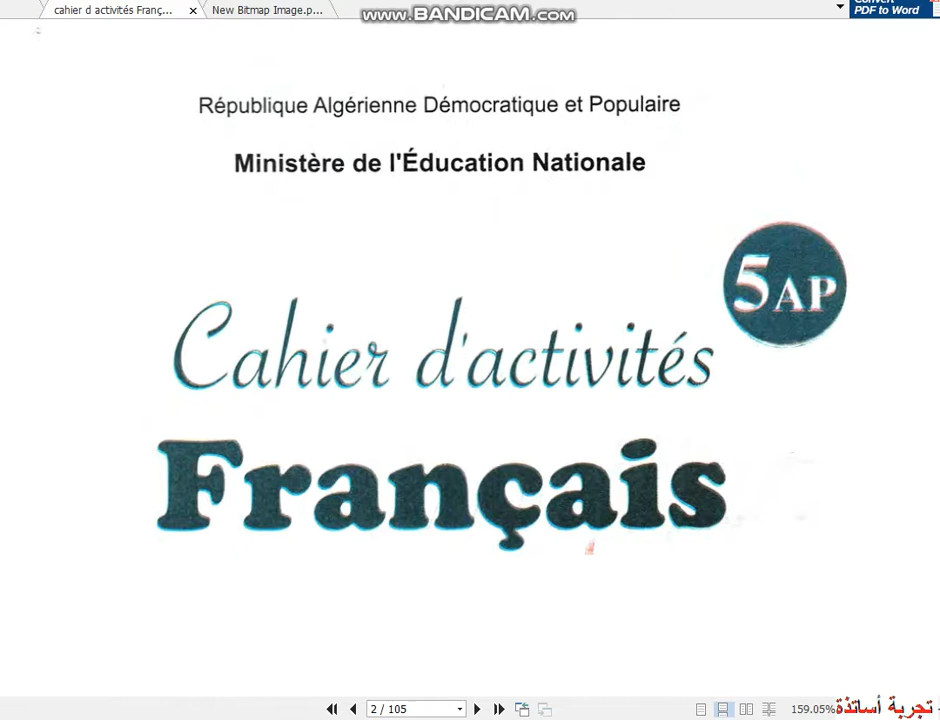 cahier d activités Franç...
New Bitmap Image.p...
www.BANDICAM.com
Convert
PDF to Word
République Algérienne Démocratique et Populaire
Ministère de l'Éducation Nationale
5AP
Cahier d'activités
Français
2 / 105
159.05%
تجربة أساتذة